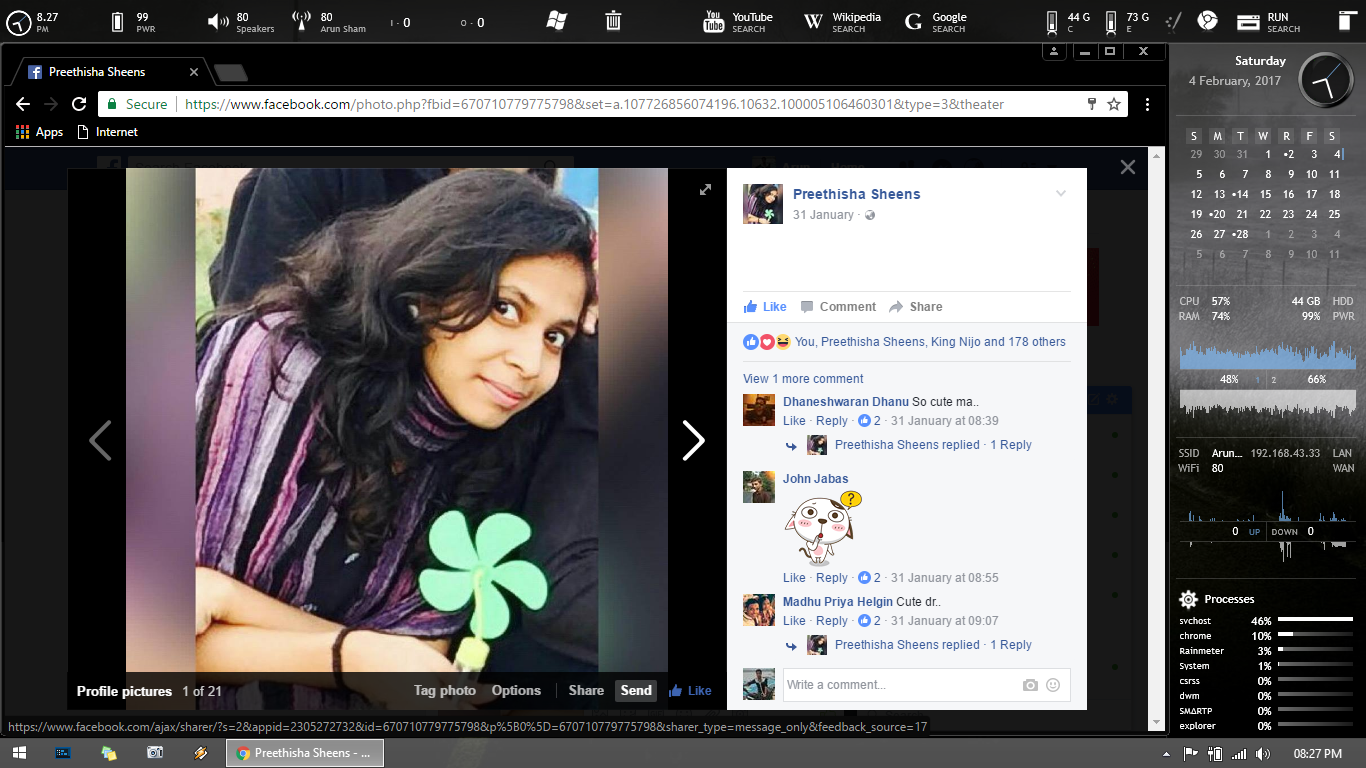 8.27
PM
99
PWR
80
Speakers
80
Arun Sham
I - 0
O - 0
You Tube
YouTube
SEARCH
W
Wikipedia
SEARCH
G
Google
SEARCH
44 G
C
73 G
E
RUN
SEARCH
Preethisha Sheens
Secure
https://www.facebook.com/photo.php?fbid=670710779775798&set=a.107726856074196.10632.100005106460301&type=3&theater
Apps
Internet
Preethisha Sheens
31 January
Like
Comment
Share
You, Preethisha Sheens, King Nijo and 178 others
View 1 more comment
Dhaneshwaran Dhanu So cute ma..
Like · Reply · 2 · 31 January at 08:39
Preethisha Sheens replied · 1 Reply
John Jabas
?
Like · Reply · 2 · 31 January at 08:55
Madhu Priya Helgin Cute dr..
Like · Reply · 2 · 31 January at 09:07
Preethisha Sheens replied · 1 Reply
Write a comment...
Profile pictures 1 of 21
Tag photo Options Share Send Like
https://www.facebook.com/ajax/sharer/?s=2&appid=2305272732&id=670710779775798&p%5B0%5D=670710779775798&sharer_type=message_only&feedback_source=17
Saturday
4 February, 2017
S M T W R F S
29 30 31 1 •2 3 4
5 6 7 8 9 10 11
12 13 •14 15 16 17 18
19 •20 21 22 23 24 25
26 27 •28 1 2 3 4
5 6 7 8 9 10 11
CPU 57% 44 GB HDD
RAM 74% 99% PWR
48% 1 2 66%
SSID Arun... 192.168.43.33 LAN
WiFi 80 WAN
0 UP DOWN 0
Processes
svchost 46%
chrome 10%
Rainmeter 3%
System 1%
csrss 0%
dwm 0%
SMΔRTP 0%
explorer 0%
Preethisha Sheens - ...
08:27 PM